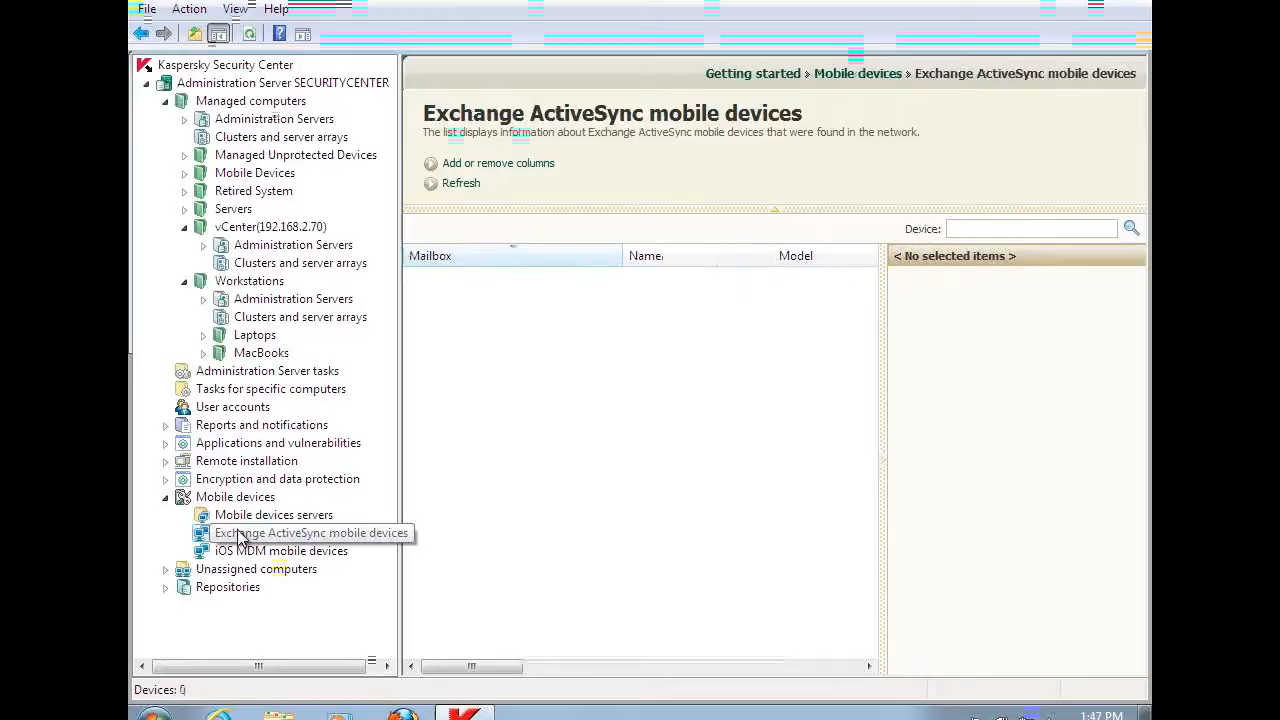 File Action View Help
Kaspersky Security Center
Administration Server SECURITYCENTER
Managed computers
Administration Servers
Clusters and server arrays
Managed Unprotected Devices
Mobile Devices
Retired System
Servers
vCenter(192.168.2.70)
Administration Servers
Clusters and server arrays
Workstations
Administration Servers
Clusters and server arrays
Laptops
MacBooks
Administration Server tasks
Tasks for specific computers
User accounts
Reports and notifications
Applications and vulnerabilities
Remote installation
Encryption and data protection
Mobile devices
Mobile devices servers
Exchange ActiveSync mobile devices
iOS MDM mobile devices
Unassigned computers
Repositories
Getting started » Mobile devices » Exchange ActiveSync mobile devices
Exchange ActiveSync mobile devices
The list displays information about Exchange ActiveSync mobile devices that were found in the network.
Add or remove columns
Refresh
Device:
Mailbox Name Model
< No selected items >
Devices: 0
1:47 PM